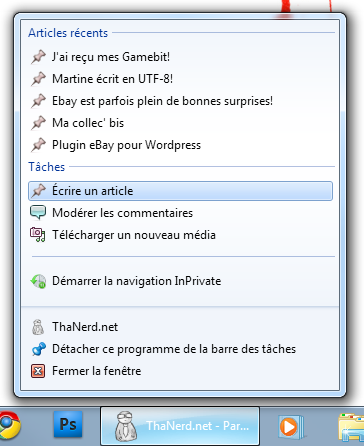 Articles récents
J'ai reçu mes Gamebit!
Martine écrit en UTF-8!
Ebay est parfois plein de bonnes surprises!
Ma collec' bis
Plugin eBay pour Wordpress
Tâches
Écrire un article
Modérer les commentaires
Télécharger un nouveau média
Démarrer la navigation InPrivate
ThaNerd.net
Détacher ce programme de la barre des tâches
Fermer la fenêtre
Ps
ThaNerd.net - Par...